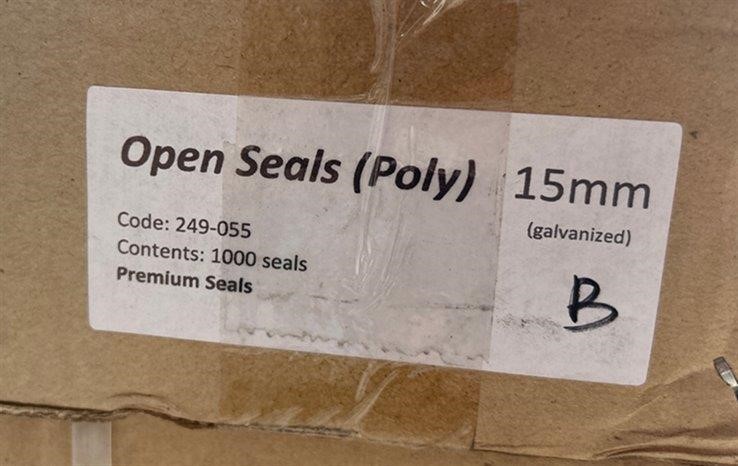 Open Seals (Poly) 15mm
(galvanized)
Code: 249-055
Contents: 1000 seals
Premium Seals
B